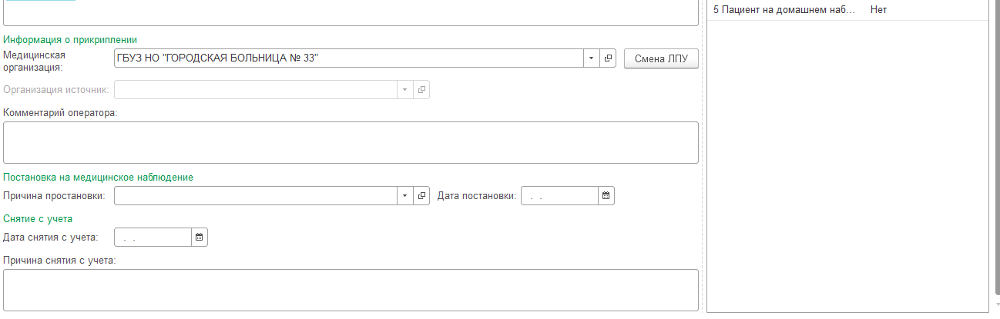 5 Пациент на домашнем наб... Нет
Информация о прикриплении
Медицинская
организация:
ГБУЗ НО "ГОРОДСКАЯ БОЛЬНИЦА № 33"
Смена ЛПУ
Организация источник:
Комментарий оператора:
Постановка на медицинское наблюдение
Причина простановки:
Дата постановки: . .
Снятие с учета
Дата снятия с учета: . .
Причина снятия с учета: